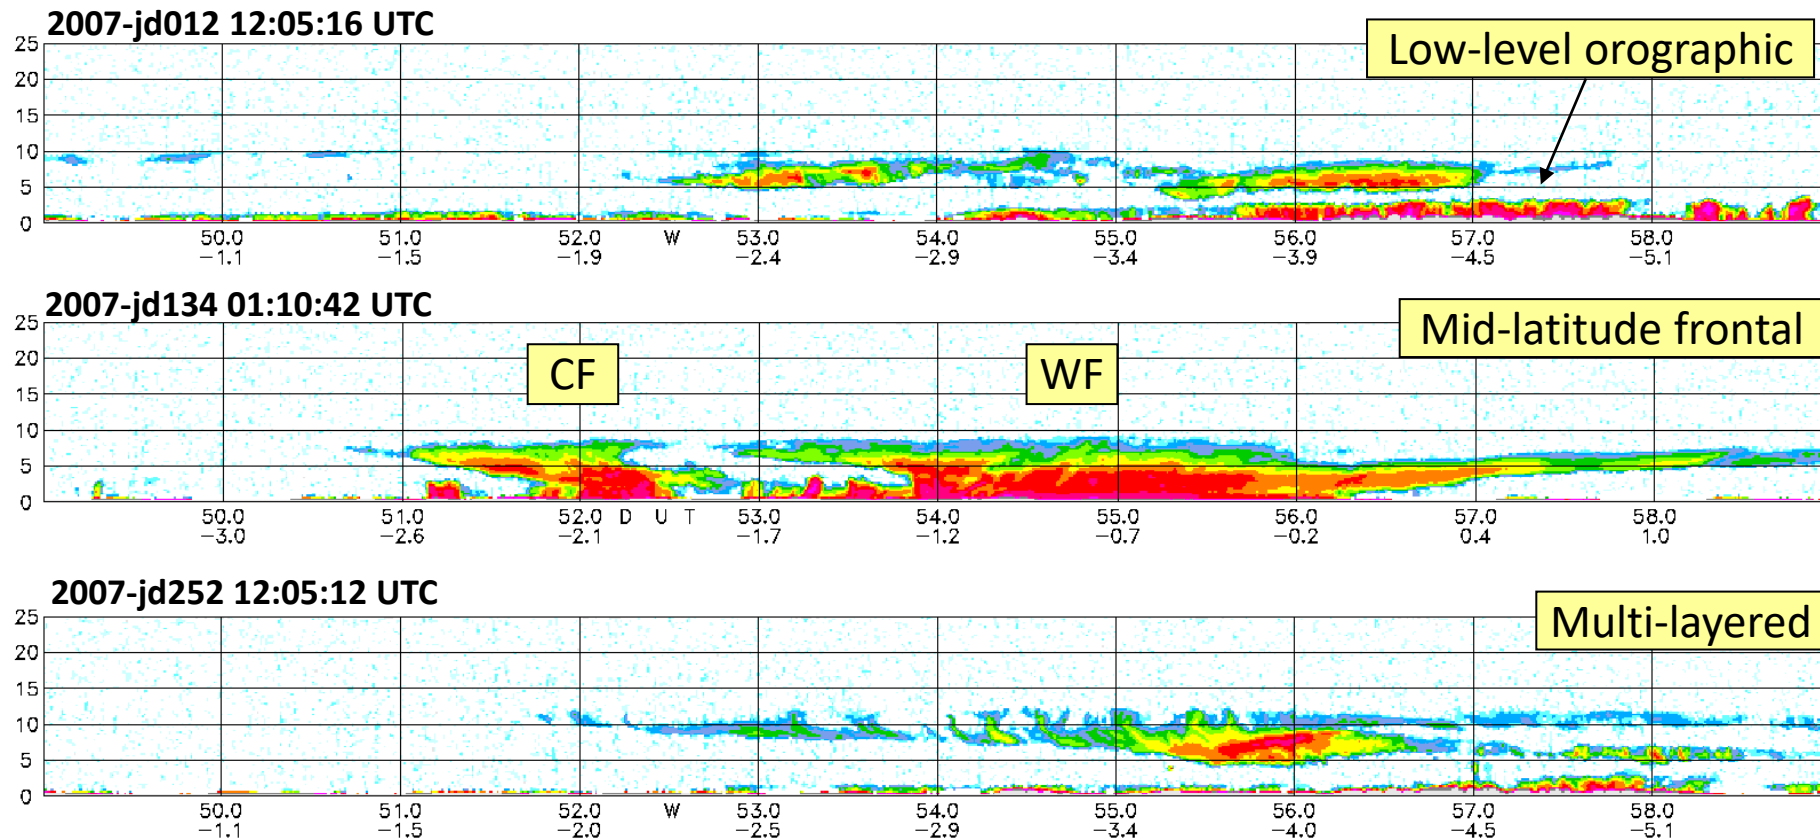 2007-jd012 12:05:16 UTC
Low-level orographic
25
20
15
10
5
0
50.0 51.0 52.0 W 53.0 54.0 55.0 56.0 57.0 58.0
−1.1 −1.5 −1.9 −2.4 −2.9 −3.4 −3.9 −4.5 −5.1
2007-jd134 01:10:42 UTC
Mid-latitude frontal
25
20
15
CF WF
10
5
0
50.0 51.0 52.0 D U T 53.0 54.0 55.0 56.0 57.0 58.0
−3.0 −2.6 −2.1 −1.7 −1.2 −0.7 −0.2 0.4 1.0
2007-jd252 12:05:12 UTC
Multi-layered
25
20
15
10
5
0
50.0 51.0 52.0 W 53.0 54.0 55.0 56.0 57.0 58.0
−1.1 −1.5 −2.0 −2.5 −2.9 −3.4 −4.0 −4.5 −5.1